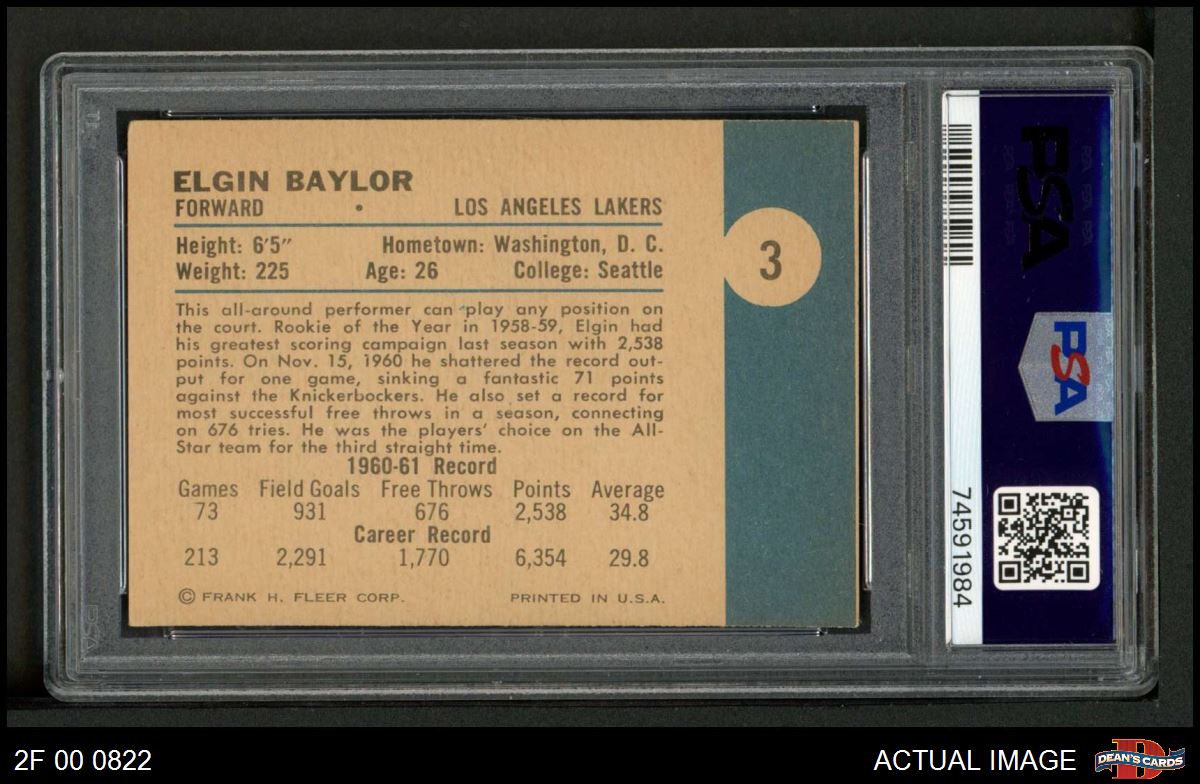 ELGIN BAYLOR
FORWARD • LOS ANGELES LAKERS
Height: 6'5" Hometown: Washington, D. C.
Weight: 225 Age: 26 College: Seattle
3
This all-around performer can play any position on
the court. Rookie of the Year in 1958-59, Elgin had
his greatest scoring campaign last season with 2,538
points. On Nov. 15, 1960 he shattered the record out-
put for one game, sinking a fantastic 71 points
against the Knickerbockers. He also set a record for
most successful free throws in a season, connecting
on 676 tries. He was the players' choice on the All-
Star team for the third straight time.
1960-61 Record
Games Field Goals Free Throws Points Average
73 931 676 2,538 34.8
Career Record
213 2,291 1,770 6,354 29.8
© FRANK H. FLEER CORP. PRINTED IN U.S.A.
PSA
PSA
74591984
PSA
2F 00 0822
ACTUAL IMAGE
D
DEAN'S CARDS